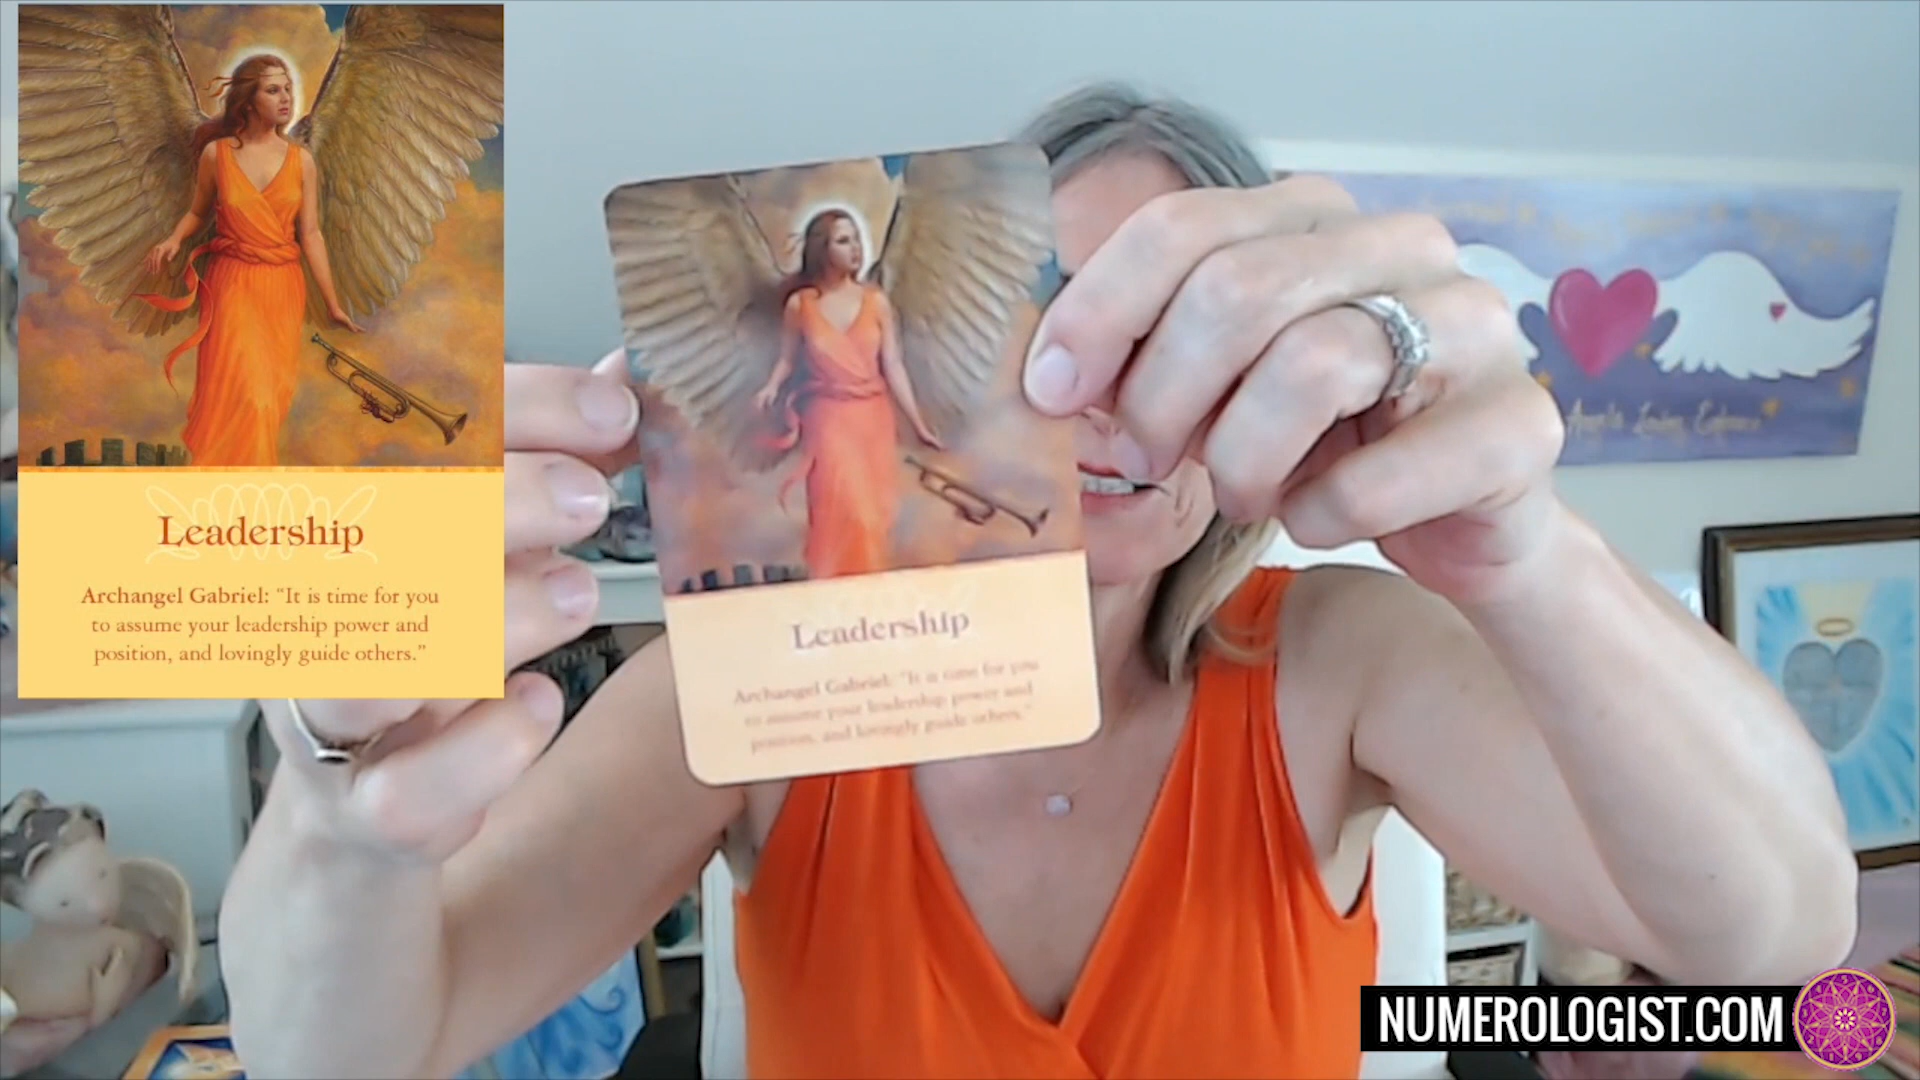 Leadership
Archangel Gabriel: "It is time for you
to assume your leadership power and
position, and lovingly guide others."
Leadership
Archangel Gabriel: "It is time for you
to assume your leadership power and
position, and lovingly guide others."
NUMEROLOGIST.COM